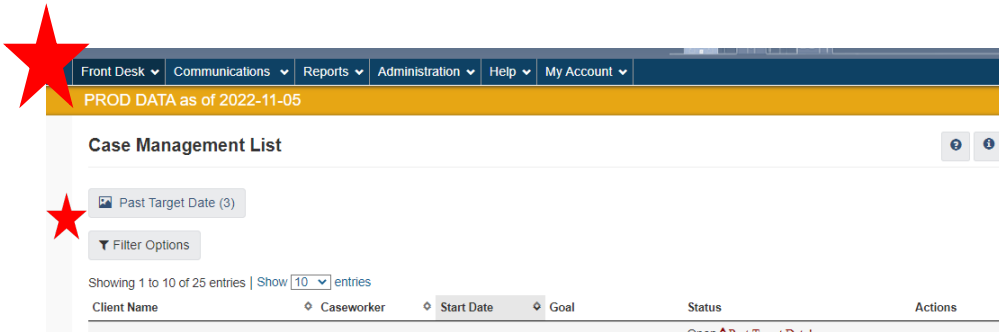 Front Desk Communications Reports Administration Help My Account
PROD DATA as of 2022-11-05
Case Management List
Past Target Date (3)
Filter Options
Showing 1 to 10 of 25 entries | Show 10 entries
Client Name Caseworker Start Date Goal Status Actions